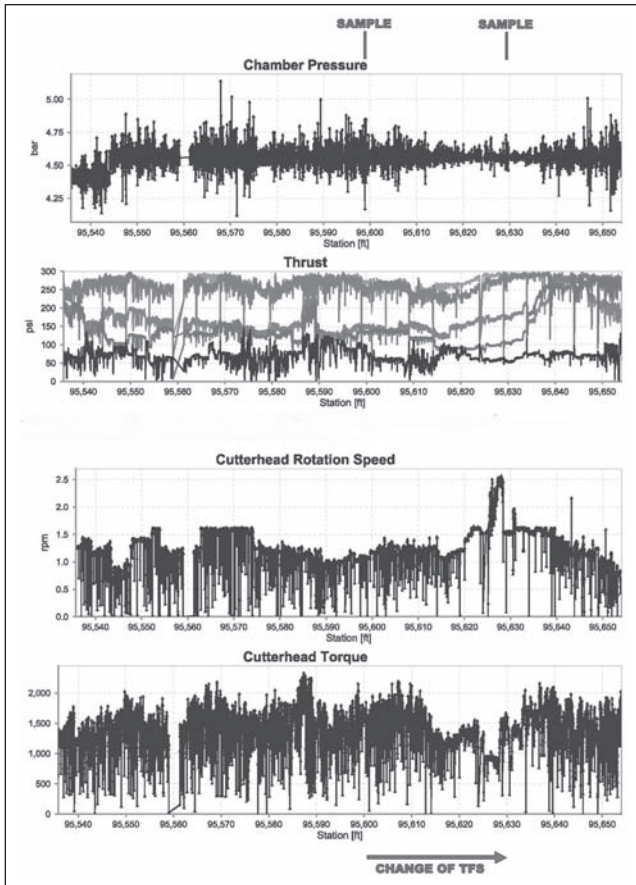 SAMPLE SAMPLE
Chamber Pressure
5.00
4.75
4.50
4.25
bar
95,540 95,550 95,560 95,570 95,580 95,590 95,600 95,610 95,620 95,630 95,640 95,650
Station [ft]
Thrust
300
250
200
150
100
50
0
psi
95,540 95,550 95,560 95,570 95,580 95,590 95,600 95,610 95,620 95,630 95,640 95,650
Station [ft]
Cutterhead Rotation Speed
2.5
2.0
1.5
1.0
0.5
0.0
rpm
95,540 95,550 95,560 95,570 95,580 95,590 95,600 95,610 95,620 95,630 95,640 95,650
Station [ft]
Cutterhead Torque
2,000
1,500
1,000
500
0
95,540 95,550 95,560 95,570 95,580 95,590 95,600 95,610 95,620 95,630 95,640 95,650
Station [ft]
CHANGE OF TFS